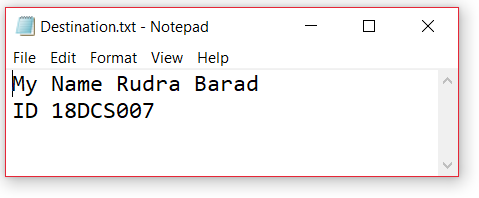 Destination.txt - Notepad
File Edit Format View Help
My Name Rudra Barad
ID 18DCS007